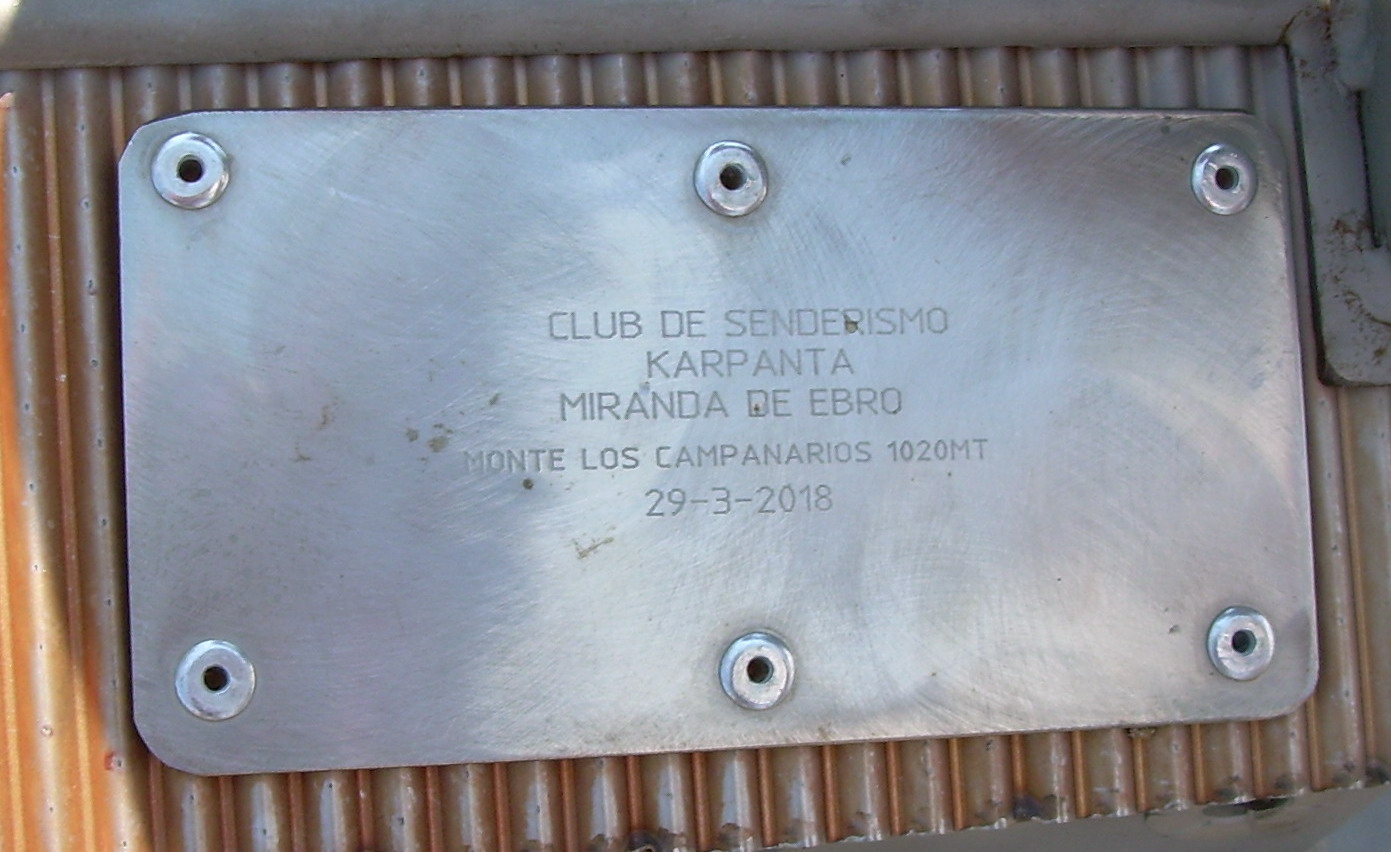 CLUB DE SENDERISMO
KARPANTA
MIRANDA DE EBRO
MONTE LOS CAMPANARIOS 1020MT
29-3-2018